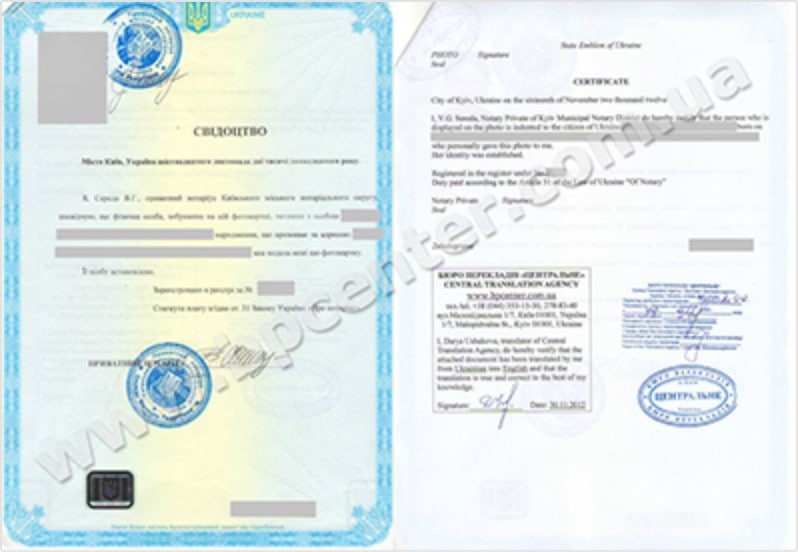 UKRAINE
СВІДОЦТВО
Місто Київ, Україна шістнадцятого листопада дві тисячі дванадцятого року.
Я, Середа В.Г., приватний нотаріус Київського міського нотаріального округу,
посвідчую, що фізична особа, зображена на цій фотокартці, тотожна з особою
народження, що проживає за адресою
яка подала мені цю фотокартку.
Її особу встановлено.
Зареєстровано в реєстрі за №
Стягнуто плату згідно ст. 31 Закону України «Про
ПРИВАТНИЙ НОТАРІУС
State Emblem of Ukraine
PHOTO Signature
Seal
CERTIFICATE
City of Kyiv, Ukraine on the sixteenth of November two thousand twelve
I, V.G. Sereda, Notary Private of Kyiv Municipal Notary District do hereby certify that the person who is
displayed on the photo is indented to the citizen of Ukraine born on
who personally gave this photo to me.
Her identity was established.
Registered in the register under №
Duty paid according to the Article 31 of the Law of Ukraine "Of Notary"
Notary Private Signature
Seal
БЮРО ПЕРЕКЛАДІВ «ЦЕНТРАЛЬНЕ»
CENTRAL TRANSLATION AGENCY
www.bpcenter.com.ua
тел./tel. +38 (044) 353-15-30, 278-83-40
вул.Малопідвальна 1/7, Київ-01001, Україна
1/7, Malopidvalna St., Kyiv 01001, Ukraine
I, Darya Ushakova, translator of Central
Translation Agency, do hereby verify that the
attached document has been translated by me
from Ukrainian into English and that the
translation is true and correct to the best of my
knowledge.
Signature: Date: 30.11.2012
БЮРО ПЕРЕКЛАДІВ
ЦЕНТРАЛЬНЕ
www.bpcenter.com.ua